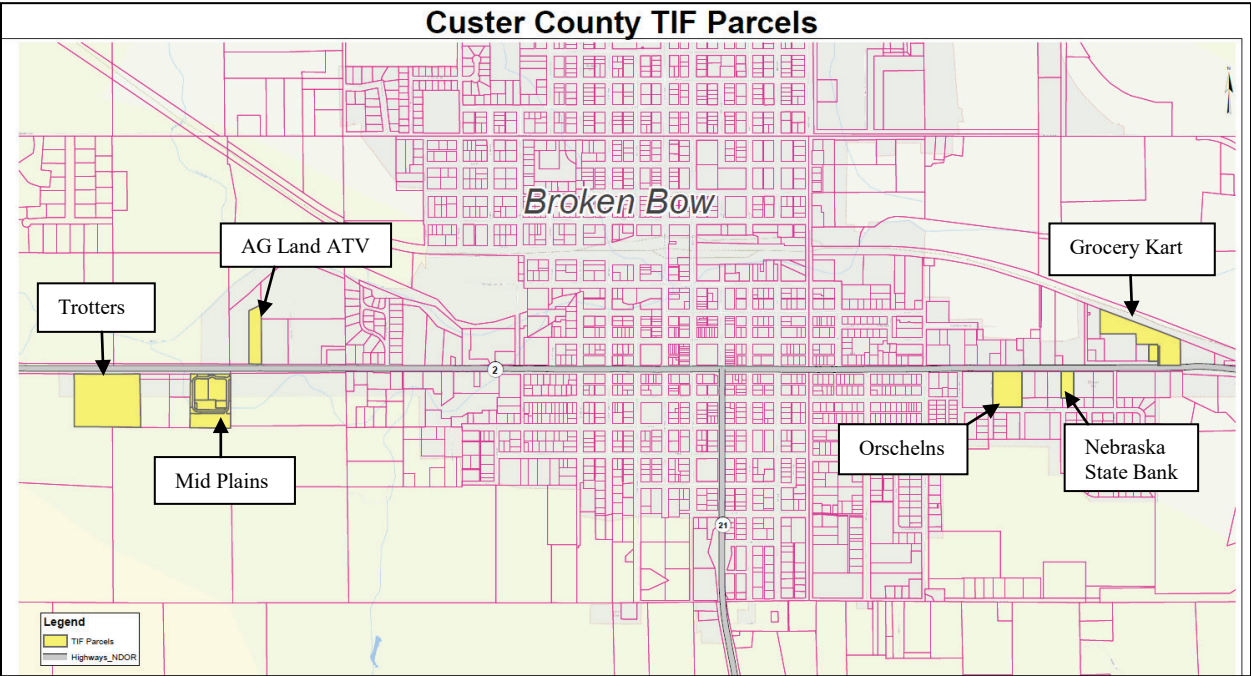 Custer County TIF Parcels
N
Broken Bow
AG Land ATV
Grocery Kart
Trotters
2
Orschelns
Nebraska
State Bank
Mid Plains
21
Legend
TIF Parcels
Highways_NDOR